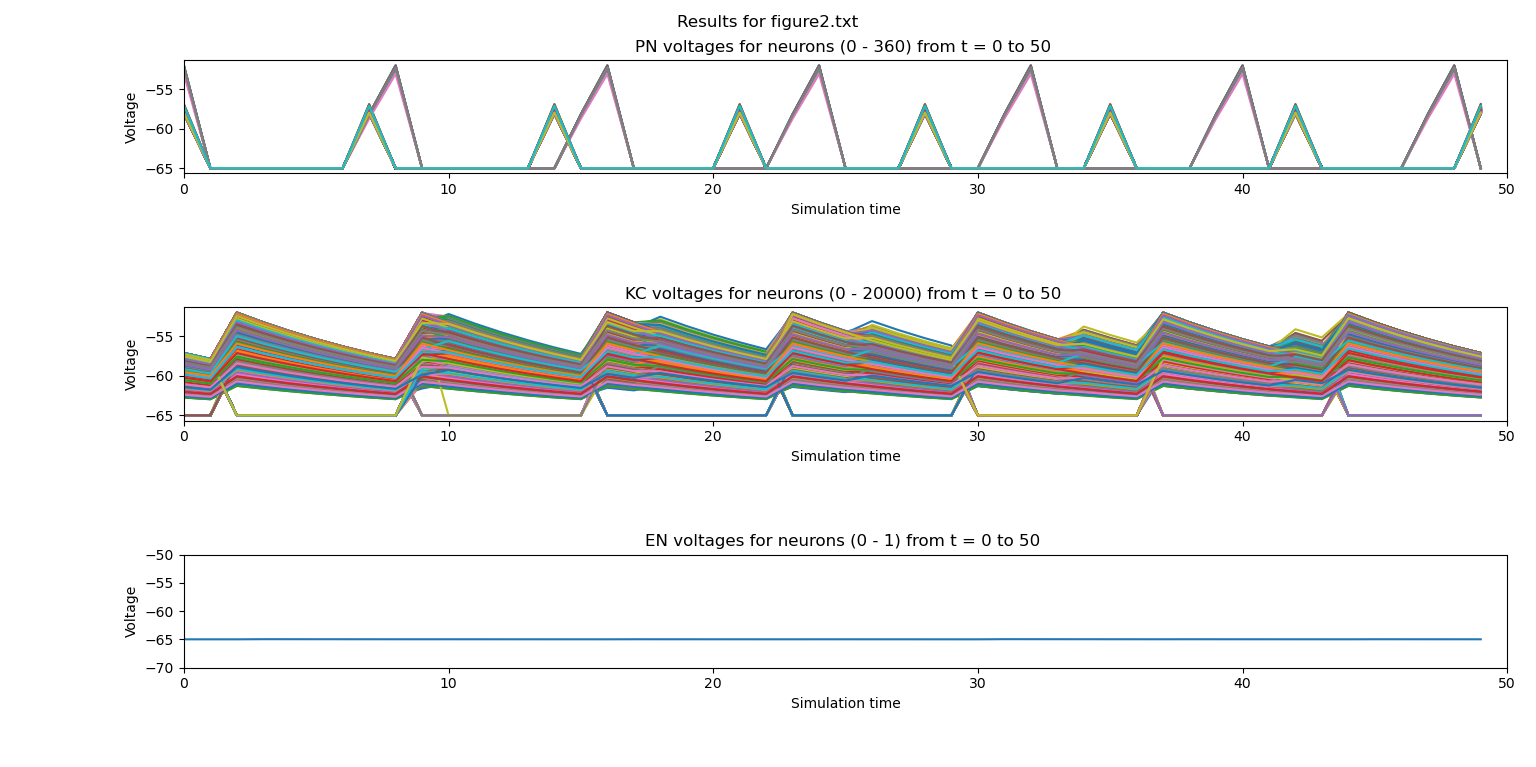 Results for figure2.txt
PN voltages for neurons (0 - 360) from t = 0 to 50
Voltage
−55
−60
−65
0 10 20 30 40 50
Simulation time
KC voltages for neurons (0 - 20000) from t = 0 to 50
Voltage
−55
−60
−65
0 10 20 30 40 50
Simulation time
EN voltages for neurons (0 - 1) from t = 0 to 50
Voltage
−50
−55
−60
−65
−70
0 10 20 30 40 50
Simulation time